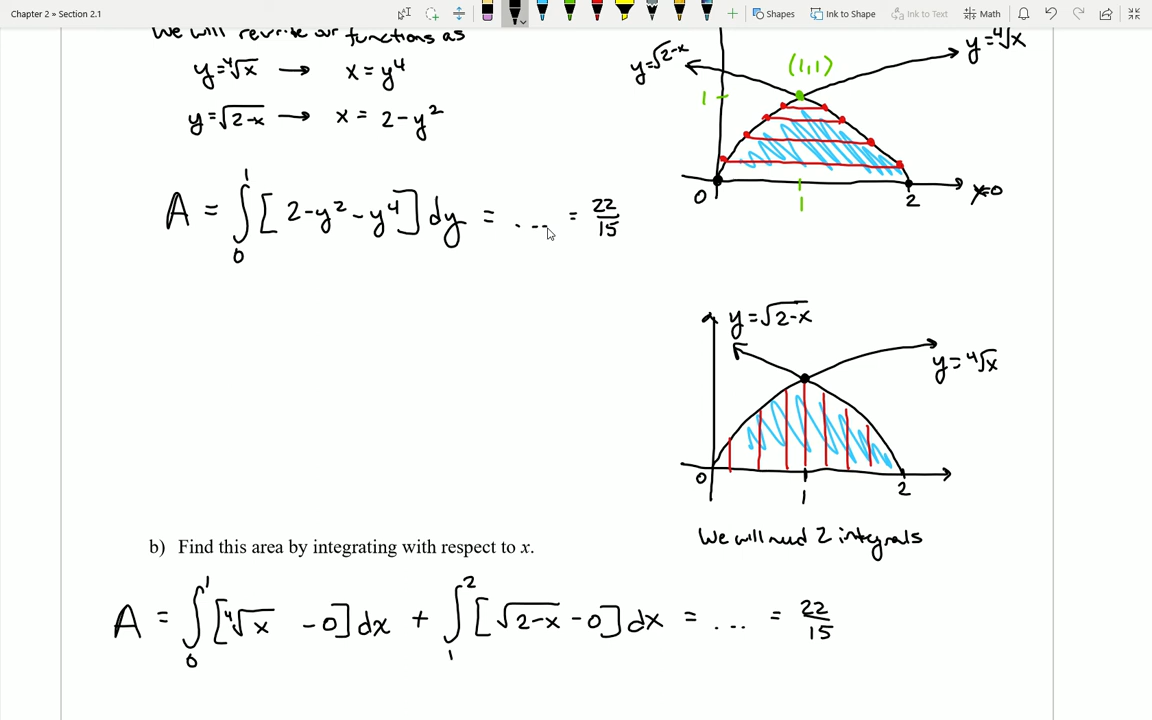 Chapter 2 » Section 2.1
Shapes Ink to Shape Ink to Text Math
We will rewrite our functions as
y=⁴√x → x=y⁴
y=√2-x → x = 2-y²
A = ∫₀¹ [2-y²-y⁴] dy = ... = 22/15
y=√2-x
(1,1)
y=⁴√x
1
0
1
2
y=√2-x
y=⁴√x
0
1
2
We will need 2 integrals
b) Find this area by integrating with respect to x.
A = ∫₀¹ [⁴√x - 0] dx + ∫₁² [√2-x - 0] dx = ... = 22/15